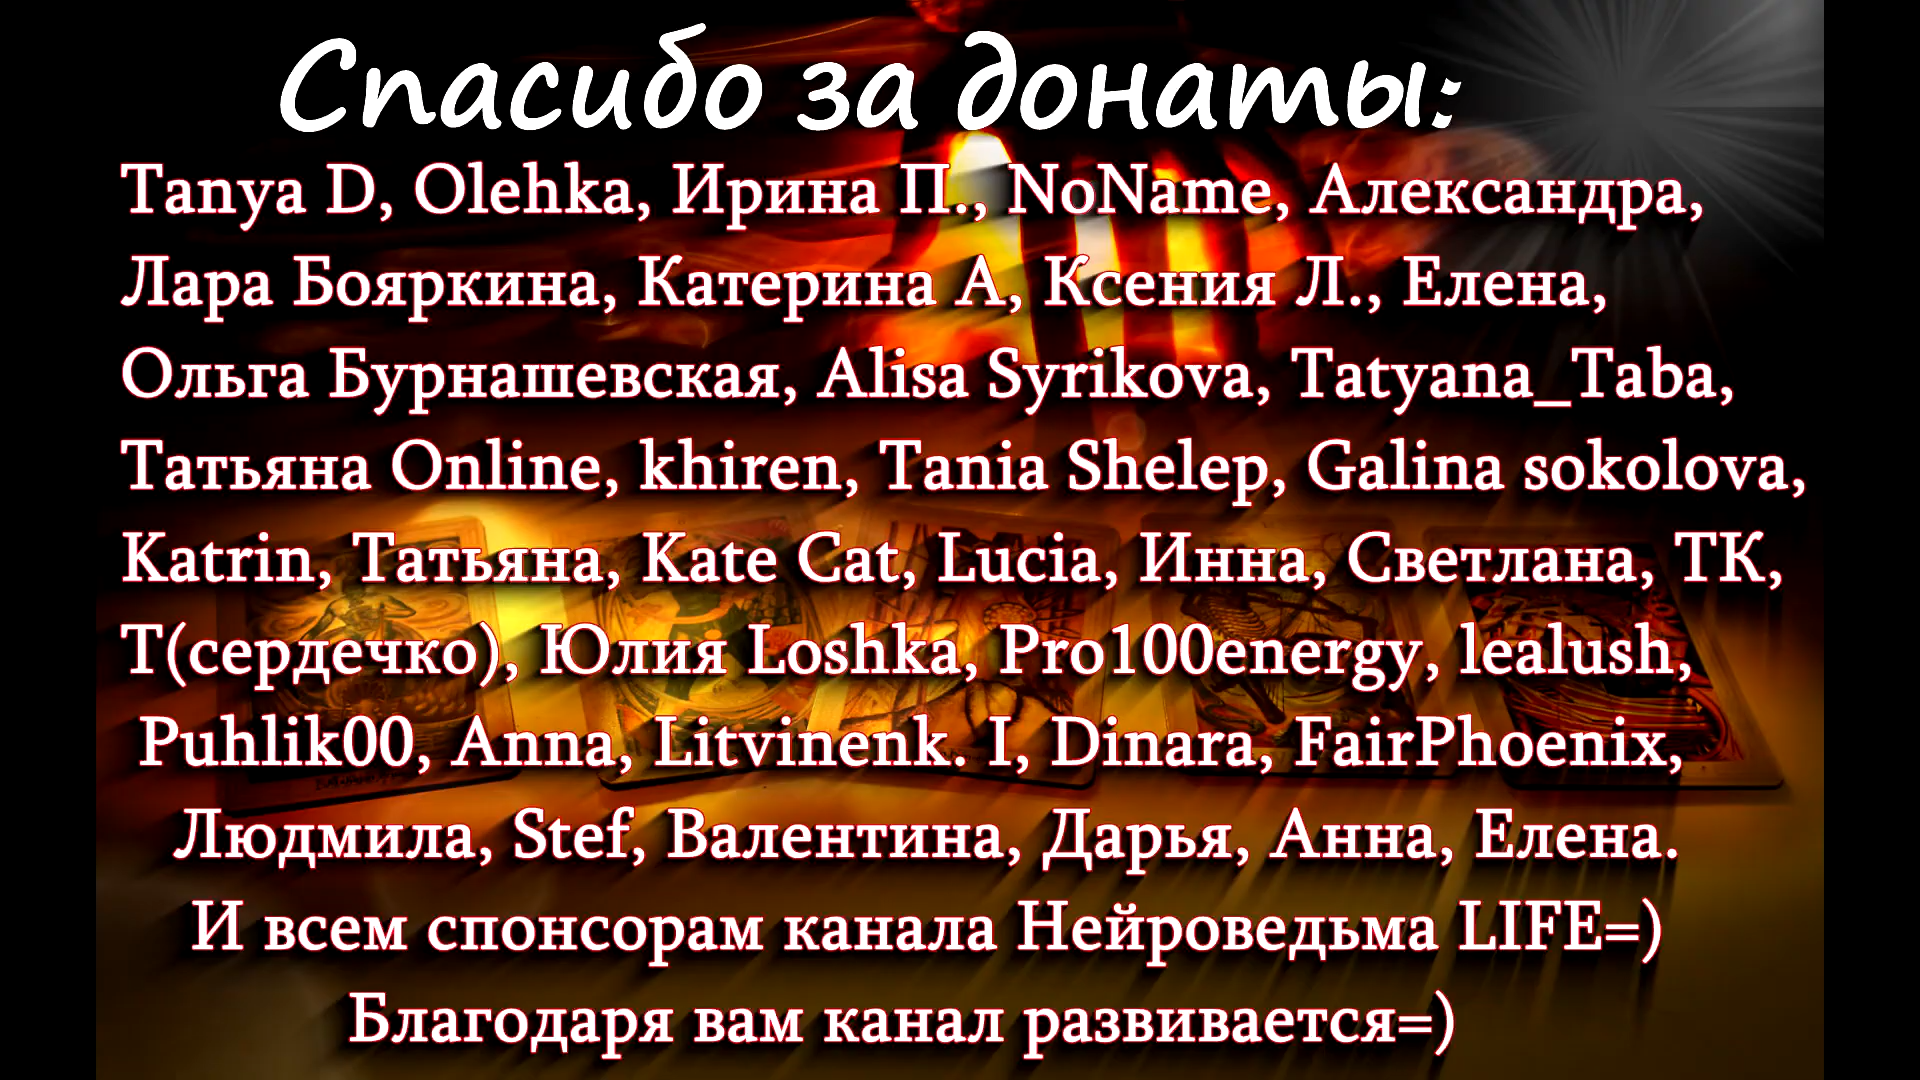 Спасибо за донаты:
Tanya D, Olehka, Ирина П., NoName, Александра,
Лара Бояркина, Катерина А, Ксения Л., Елена,
Ольга Бурнашевская, Alisa Syrikova, Tatyana_Taba,
Татьяна Online, khiren, Tania Shelep, Galina sokolova,
Katrin, Татьяна, Kate Cat, Lucia, Инна, Светлана, ТК,
Т(сердечко), Юлия Loshka, Pro100energy, lealush,
Puhlik00, Anna, Litvinenk. I, Dinara, FairPhoenix,
Людмила, Stef, Валентина, Дарья, Анна, Елена.
И всем спонсорам канала Нейроведьма LIFE=)
Благодаря вам канал развивается=)